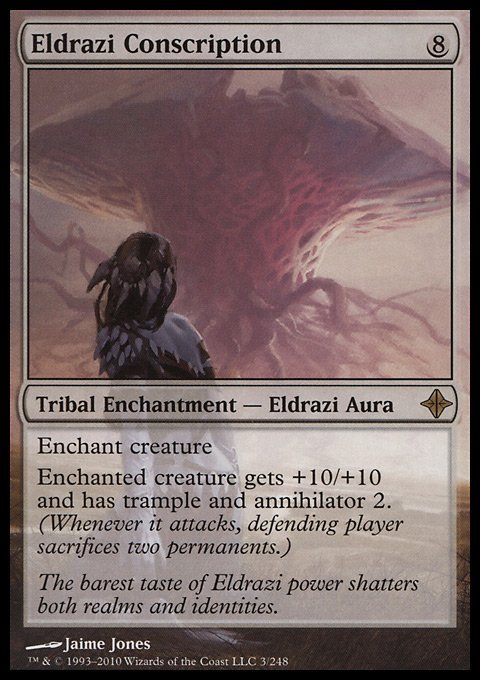 Eldrazi Conscription 8
Tribal Enchantment — Eldrazi Aura
Enchant creature
Enchanted creature gets +10/+10
and has trample and annihilator 2.
(Whenever it attacks, defending player
sacrifices two permanents.)
The barest taste of Eldrazi power shatters
both realms and identities.
Jaime Jones
™ & © 1993–2010 Wizards of the Coast LLC 3/248